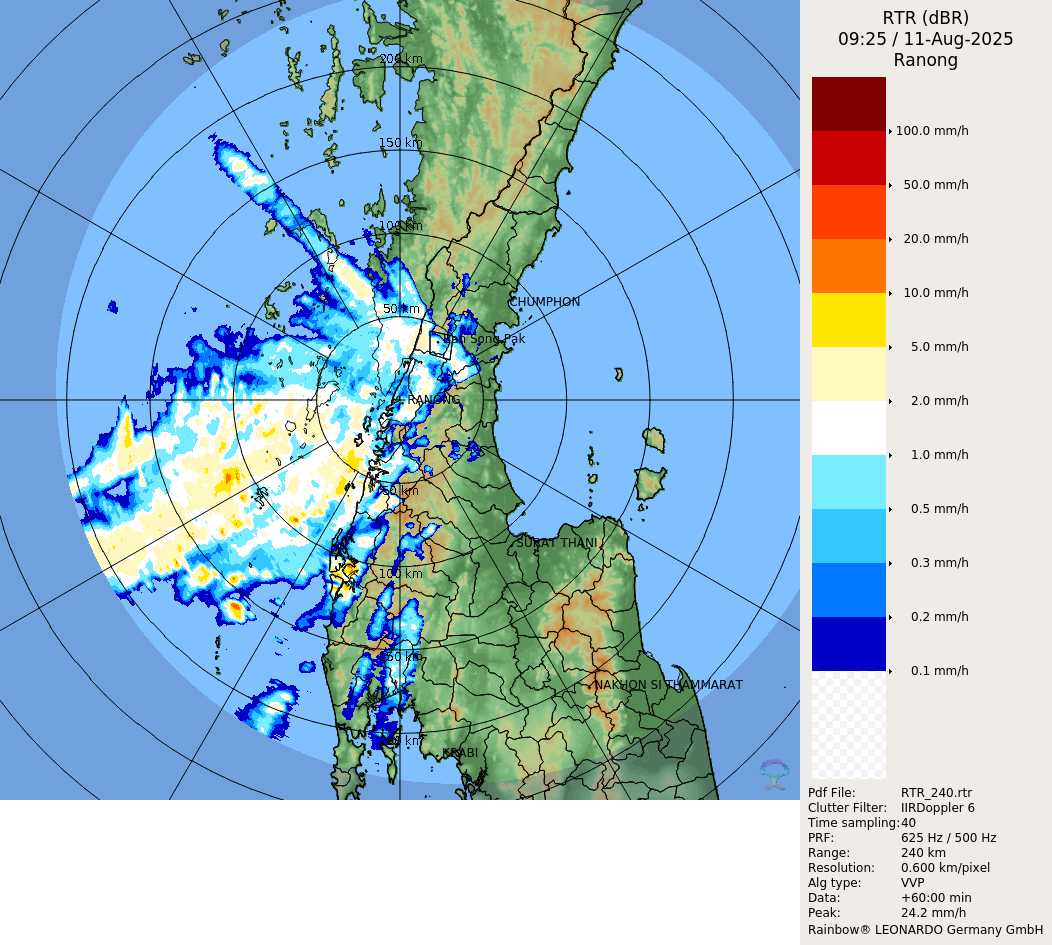 RTR (dBR)
09:25 / 11-Aug-2025
Ranong
200 km
150 km
100 km
50 km
CHUMPHON
Ban Song Pak
RANONG
50 km
SURAT THANI
100 km
NAKHON SI THAMMARAT
KRABI
100.0 mm/h
50.0 mm/h
20.0 mm/h
10.0 mm/h
5.0 mm/h
2.0 mm/h
1.0 mm/h
0.5 mm/h
0.3 mm/h
0.2 mm/h
0.1 mm/h
Pdf File: RTR_240.rtr
Clutter Filter: IIRDoppler 6
Time sampling: 40
PRF: 625 Hz / 500 Hz
Range: 240 km
Resolution: 0.600 km/pixel
Alg type: VVP
Data: +60:00 min
Peak: 24.2 mm/h
Rainbow® LEONARDO Germany GmbH